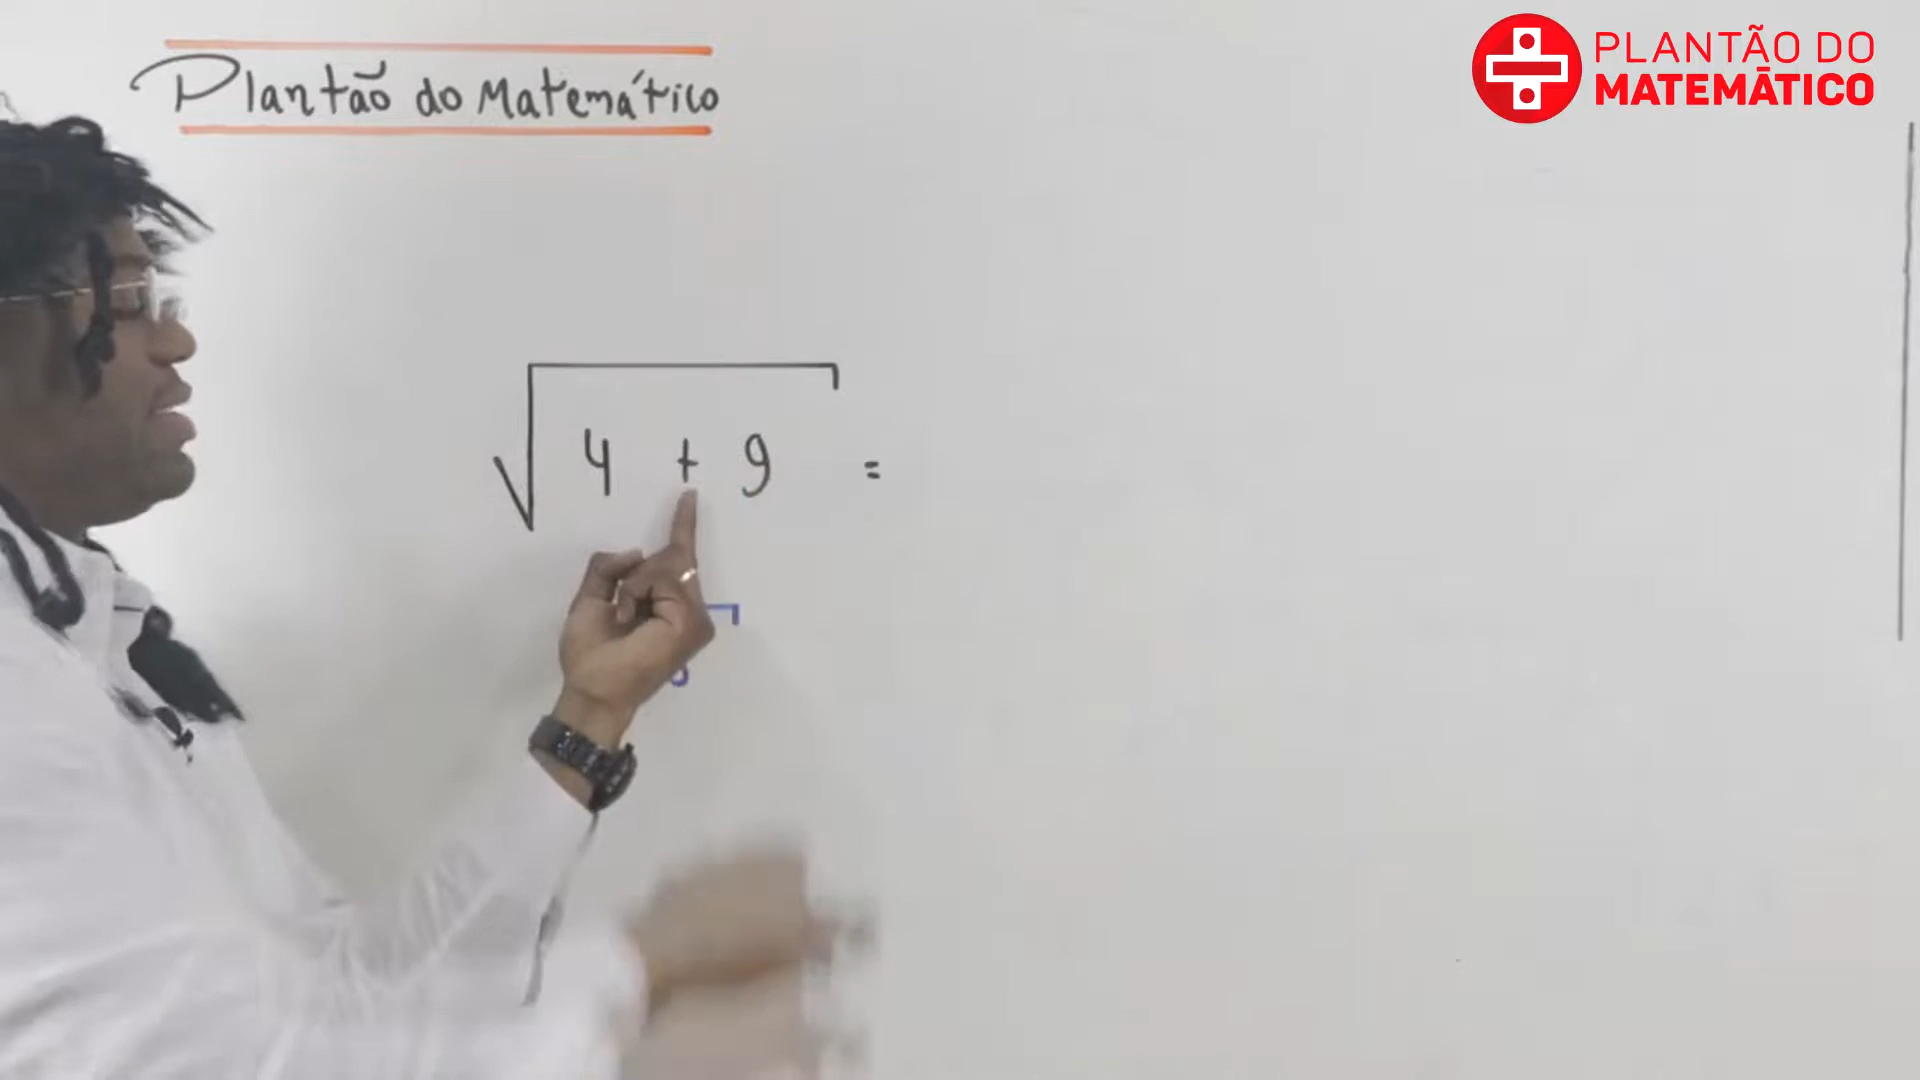 Plantão do Matemático
PLANTÃO DO
MATEMÁTICO
√4 + 9 =